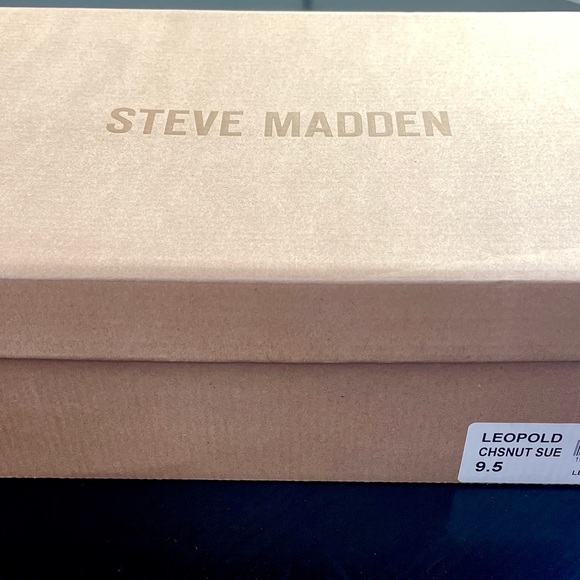 STEVE MADDEN
LEOPOLD
CHSNUT SUE
9.5